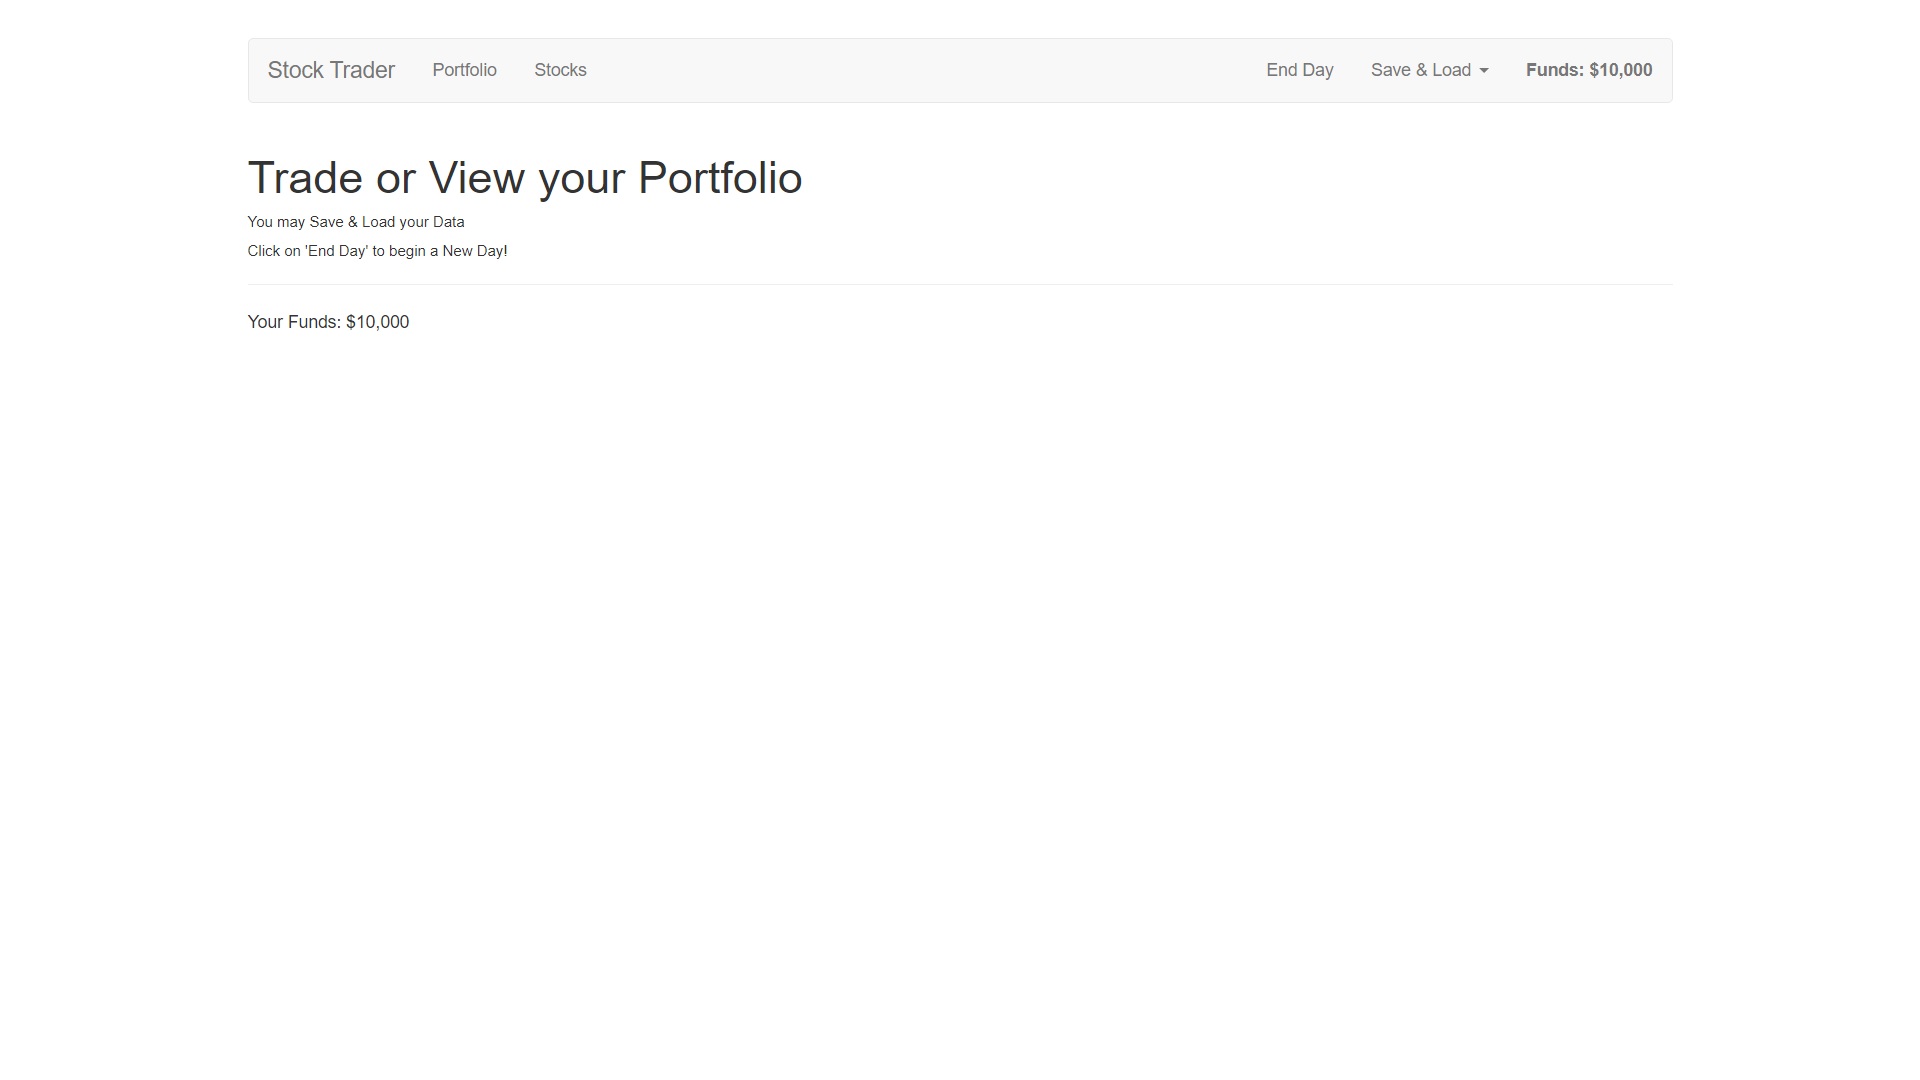 Stock Trader Portfolio Stocks End Day Save & Load Funds: $10,000
Trade or View your Portfolio
You may Save & Load your Data
Click on 'End Day' to begin a New Day!
Your Funds: $10,000